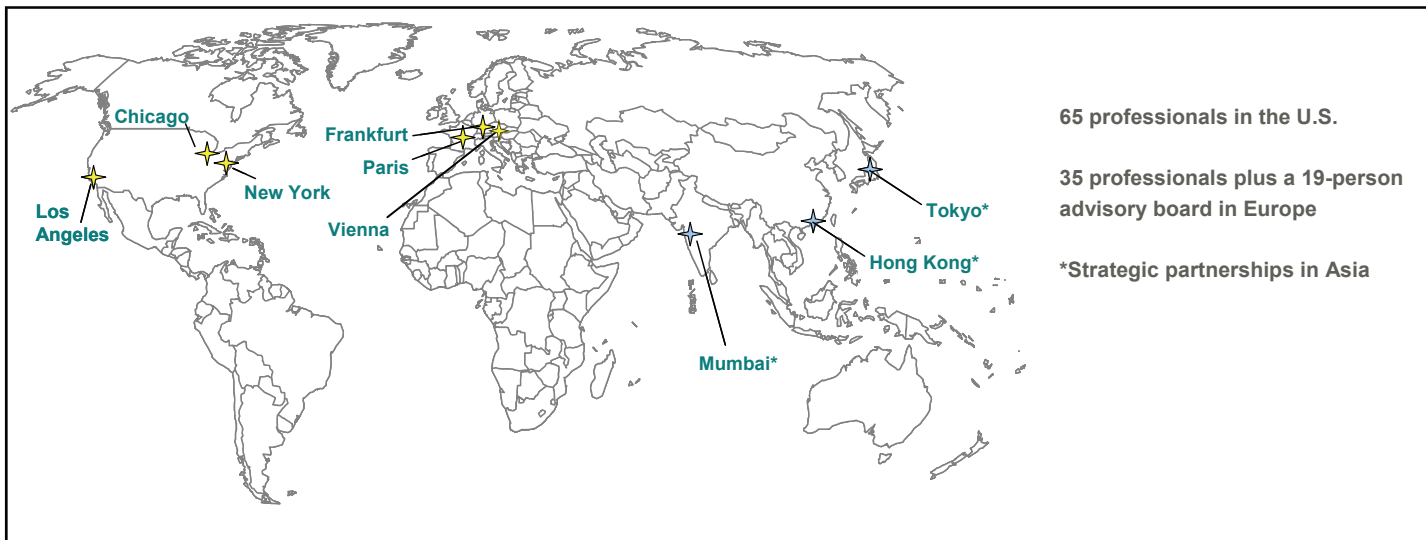 Chicago
Frankfurt
Paris
New York
Los
Angeles
Vienna
Tokyo*
Hong Kong*
Mumbai*
65 professionals in the U.S.
35 professionals plus a 19-person
advisory board in Europe
*Strategic partnerships in Asia